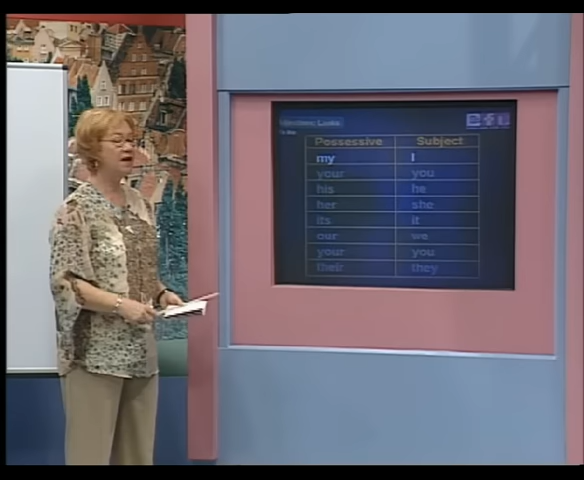 Possessive Subject
my I
your you
his he
her she
its it
our we
your you
their they